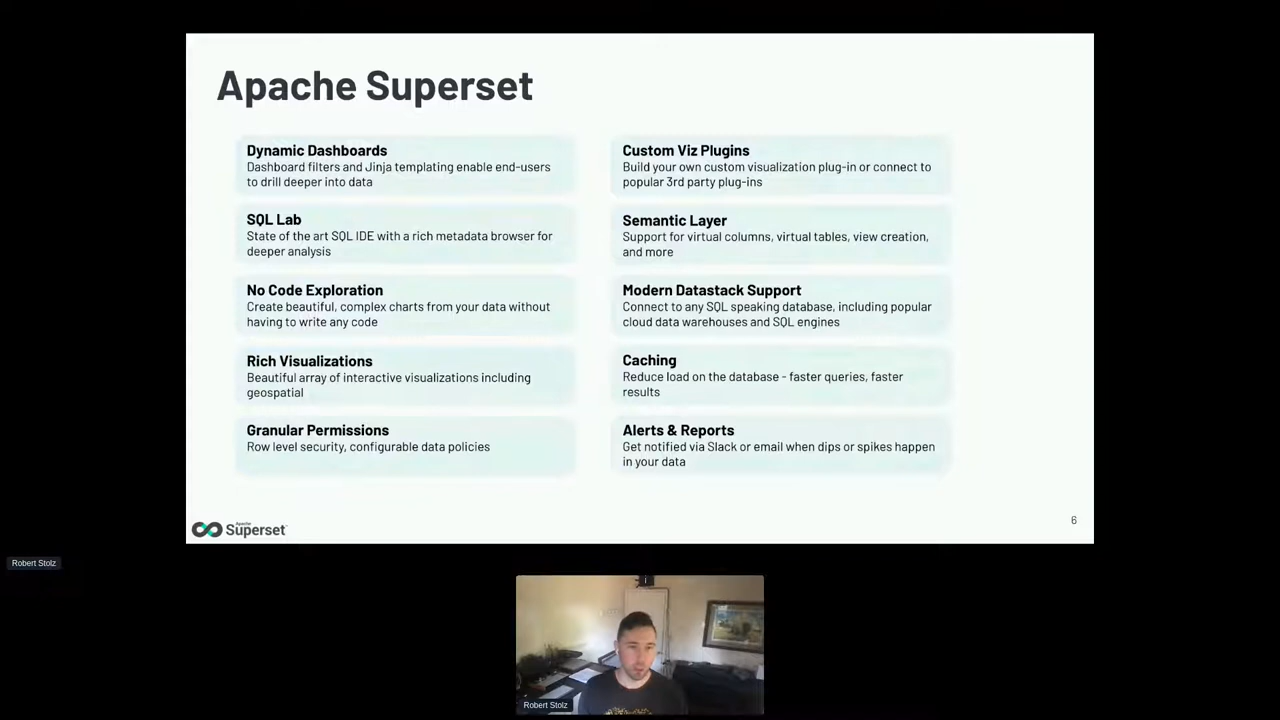 Apache Superset
Dynamic Dashboards
Dashboard filters and Jinja templating enable end-users
to drill deeper into data
SQL Lab
State of the art SQL IDE with a rich metadata browser for
deeper analysis
No Code Exploration
Create beautiful, complex charts from your data without
having to write any code
Rich Visualizations
Beautiful array of interactive visualizations including
geospatial
Granular Permissions
Row level security, configurable data policies
Custom Viz Plugins
Build your own custom visualization plug-in or connect to
popular 3rd party plug-ins
Semantic Layer
Support for virtual columns, virtual tables, view creation,
and more
Modern Datastack Support
Connect to any SQL speaking database, including popular
cloud data warehouses and SQL engines
Caching
Reduce load on the database - faster queries, faster
results
Alerts & Reports
Get notified via Slack or email when dips or spikes happen
in your data
Apache
Superset™
6
Robert Stolz
Robert Stolz